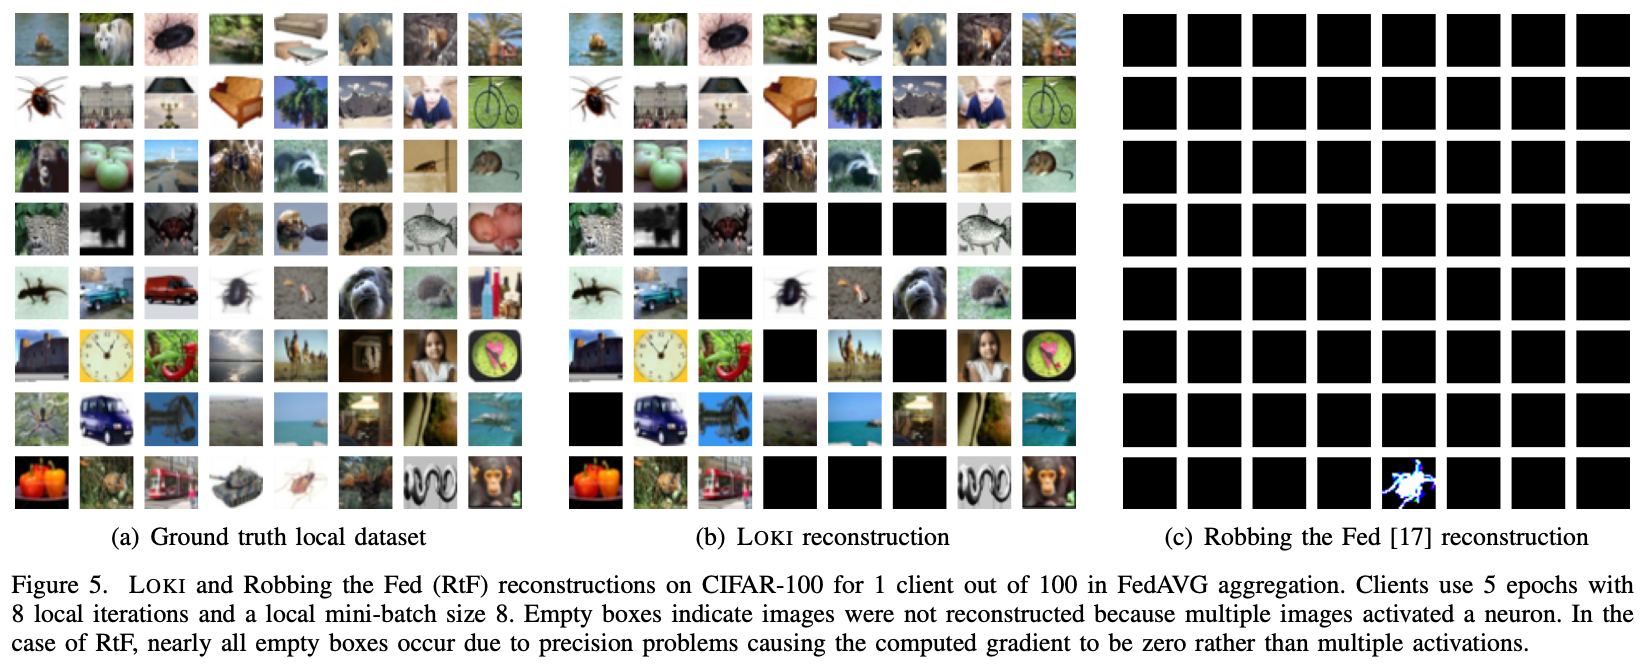 (a) Ground truth local dataset
(b) LOKI reconstruction
(c) Robbing the Fed [17] reconstruction
Figure 5. LOKI and Robbing the Fed (RtF) reconstructions on CIFAR-100 for 1 client out of 100 in FedAVG aggregation. Clients use 5 epochs with
8 local iterations and a local mini-batch size 8. Empty boxes indicate images were not reconstructed because multiple images activated a neuron. In the
case of RtF, nearly all empty boxes occur due to precision problems causing the computed gradient to be zero rather than multiple activations.